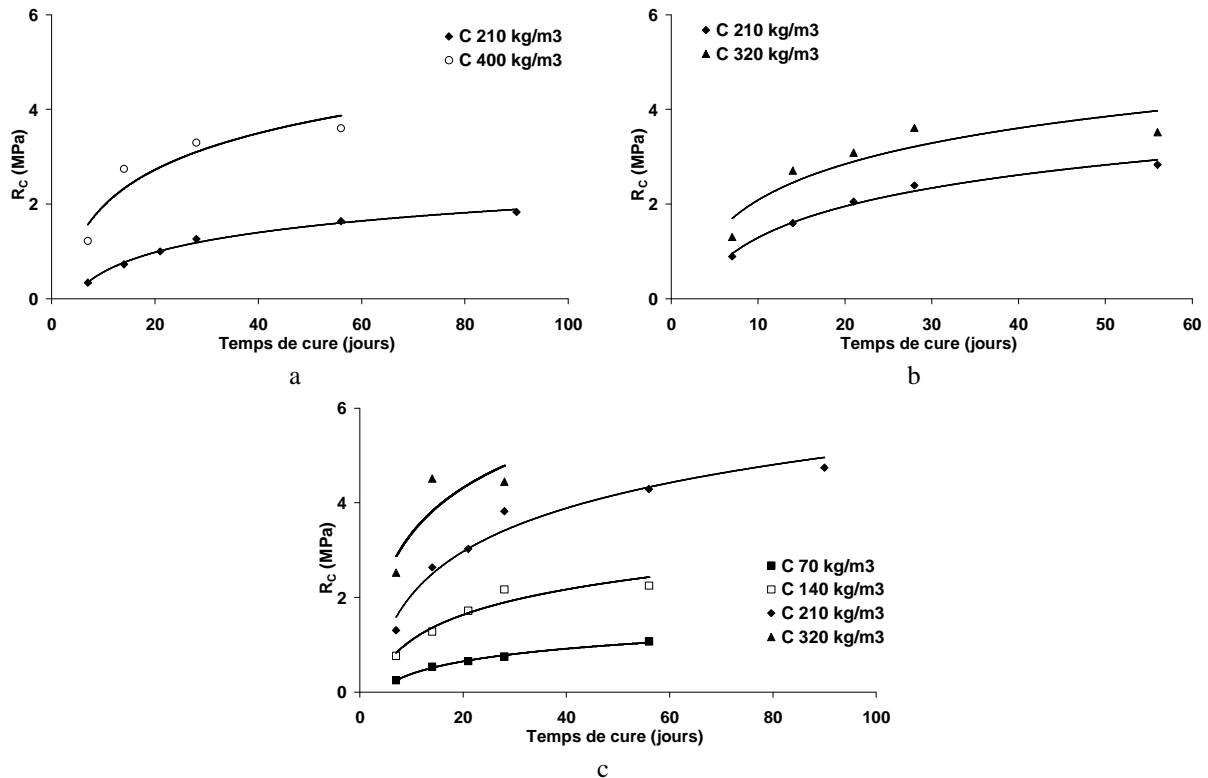 6
4
2
0
R_C (MPa)
C 210 kg/m3
C 400 kg/m3
0 20 40 60 80 100
Temps de cure (jours)
a
6
4
2
0
R_C (MPa)
C 210 kg/m3
C 320 kg/m3
0 10 20 30 40 50 60
Temps de cure (jours)
b
6
4
2
0
R_C (MPa)
C 70 kg/m3
C 140 kg/m3
C 210 kg/m3
C 320 kg/m3
0 20 40 60 80 100
Temps de cure (jours)
c